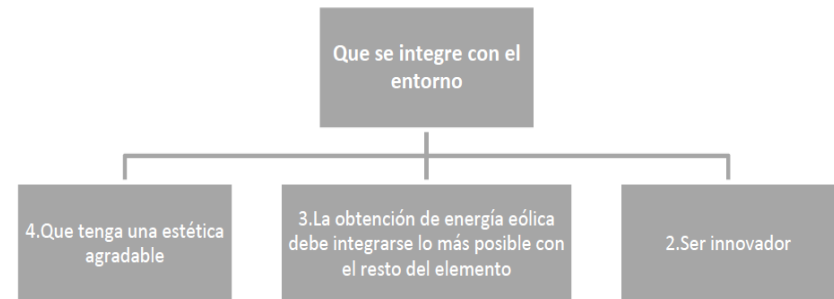 Que se integre con el
entorno
4.Que tenga una estética
agradable
3.La obtención de energía eólica
debe integrarse lo más posible con
el resto del elemento
2.Ser innovador